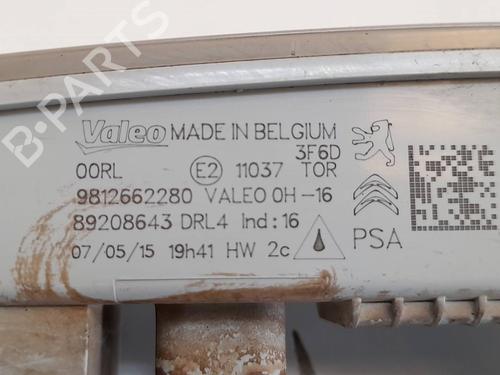 Valeo MADE IN BELGIUM
3F6D
00RL E2 11037 TOR
9812662280 VALEO 0H-16
89208643 DRL4 Ind:16
07/05/15 19h41 HW 2c
PSA
B-PARTS